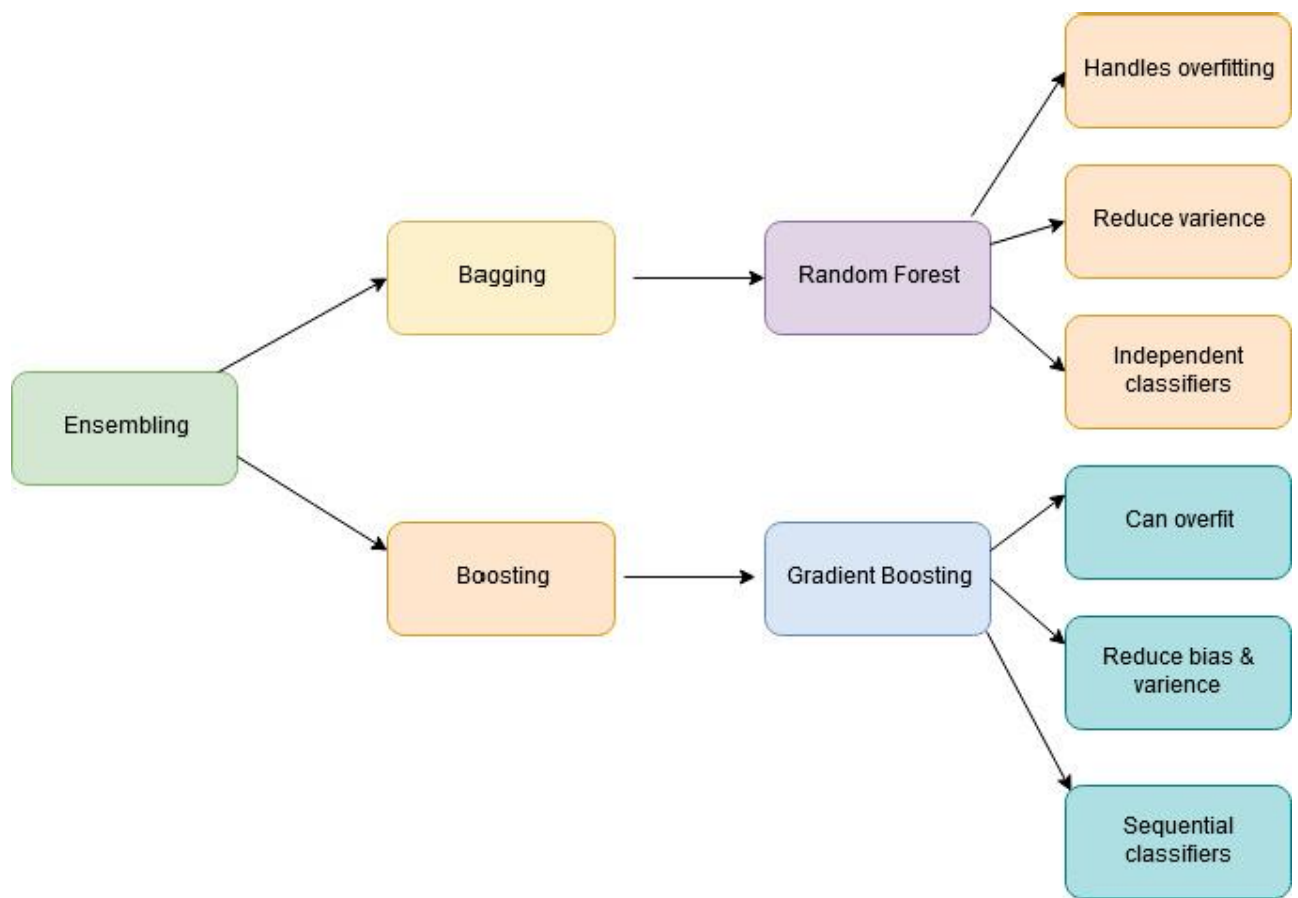 Handles overfitting
Reduce varience
Bagging
Random Forest
Independent
classifiers
Ensembling
Can overfit
Boosting
Gradient Boosting
Reduce bias &
varience
Sequential
classifiers